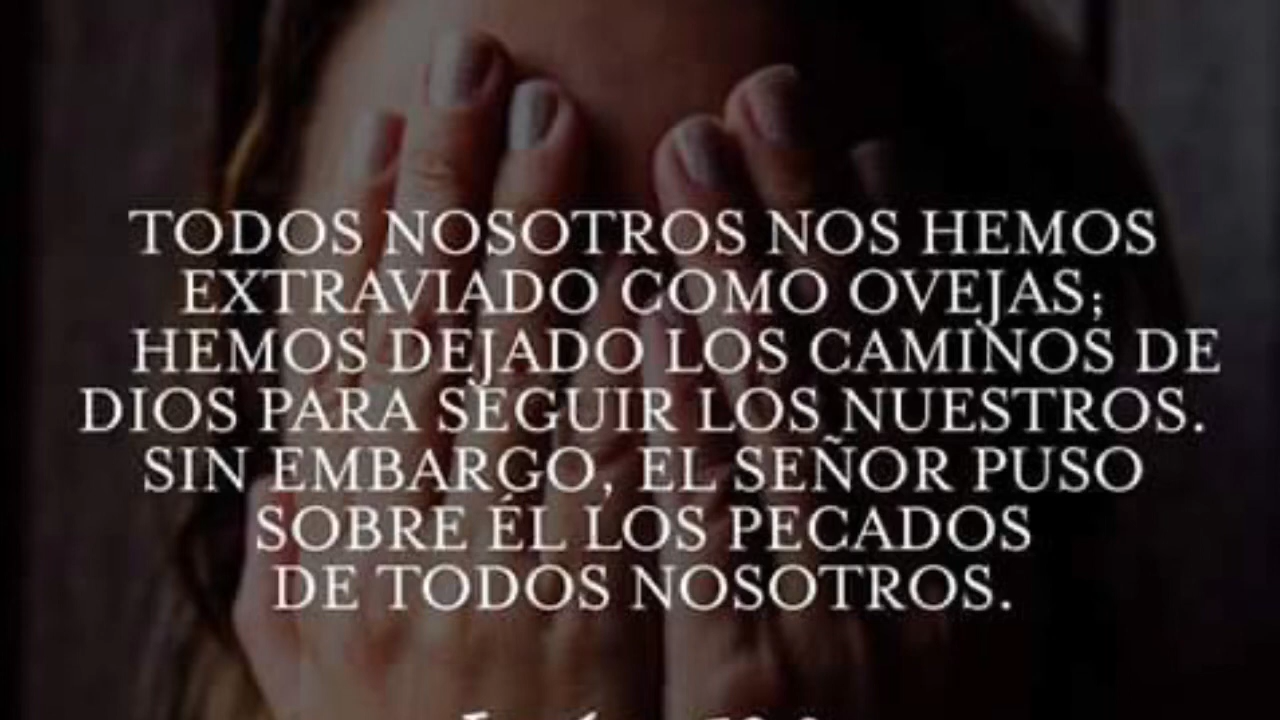 TODOS NOSOTROS NOS HEMOS
EXTRAVIADO COMO OVEJAS;
HEMOS DEJADO LOS CAMINOS DE
DIOS PARA SEGUIR LOS NUESTROS.
SIN EMBARGO, EL SEÑOR PUSO
SOBRE ÉL LOS PECADOS
DE TODOS NOSOTROS.